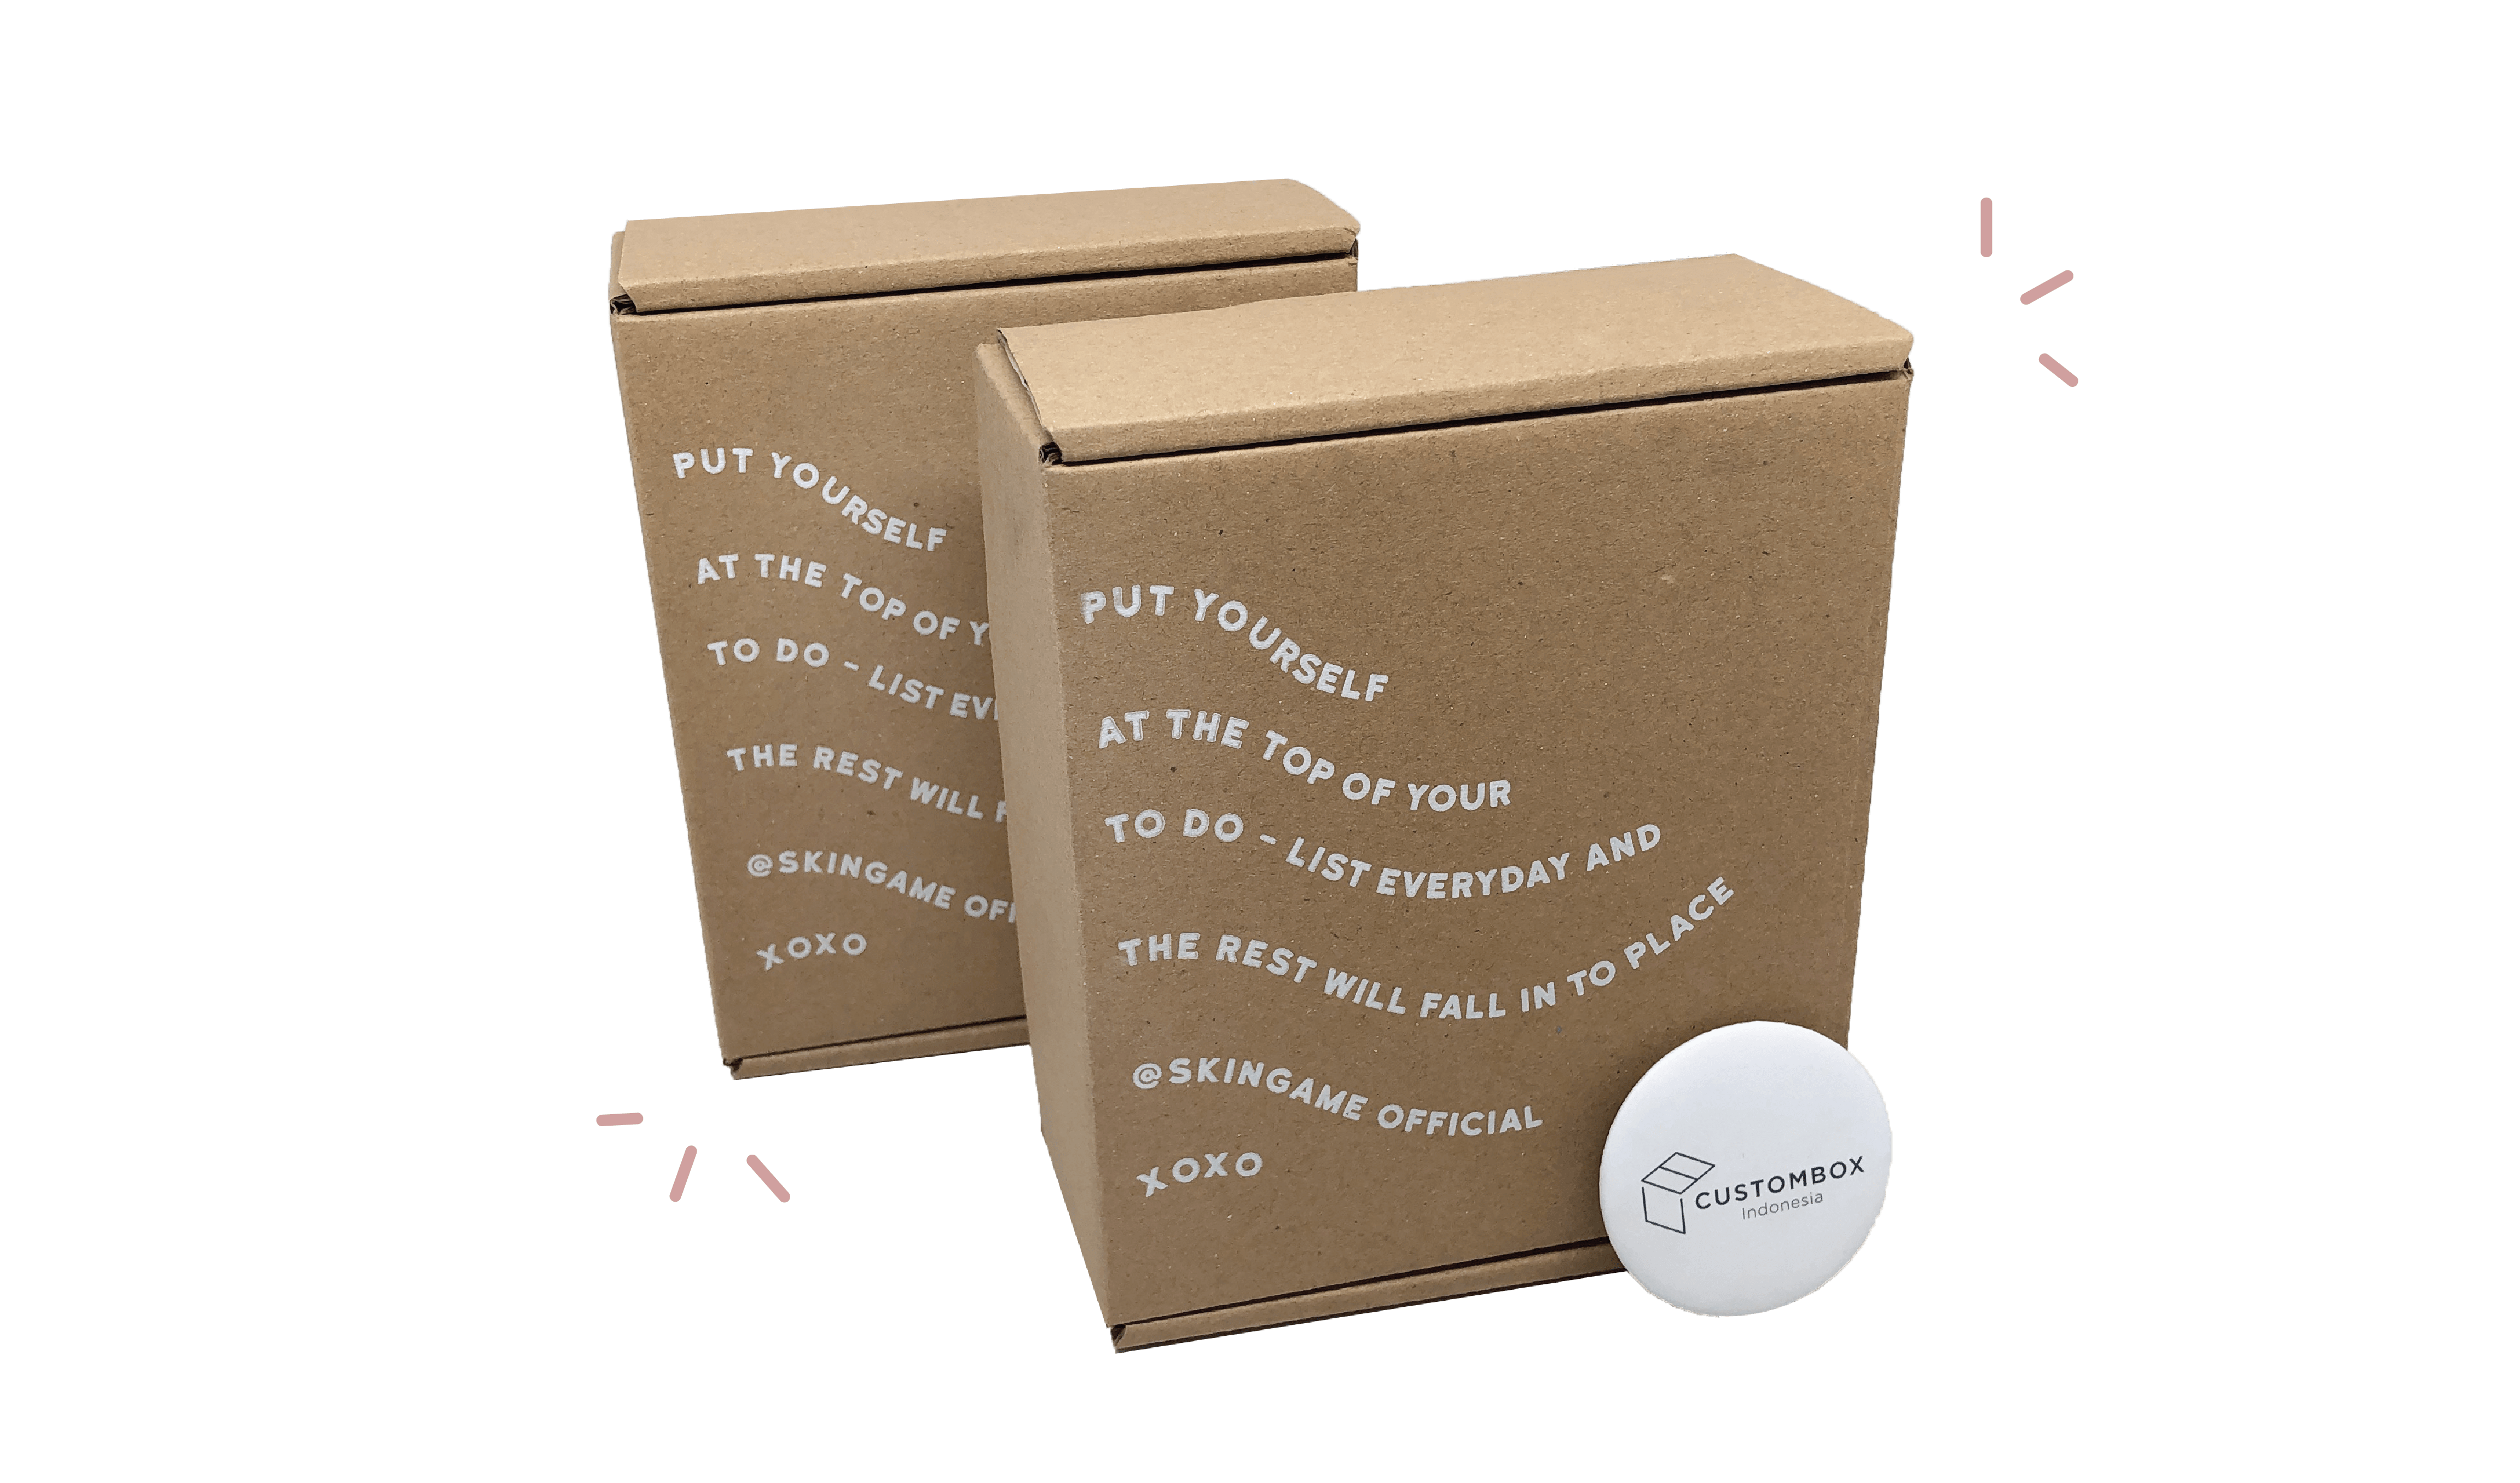 PUT YOURSELF
AT THE TOP OF Y
TO DO - LIST EV
THE REST WILL F
@SKINGAME OFF
XOXO
PUT YOURSELF
AT THE TOP OF YOUR
TO DO - LIST EVERYDAY AND
THE REST WILL FALL IN TO PLACE
@SKINGAME OFFICIAL
XOXO
CUSTOMBOX
Indonesia